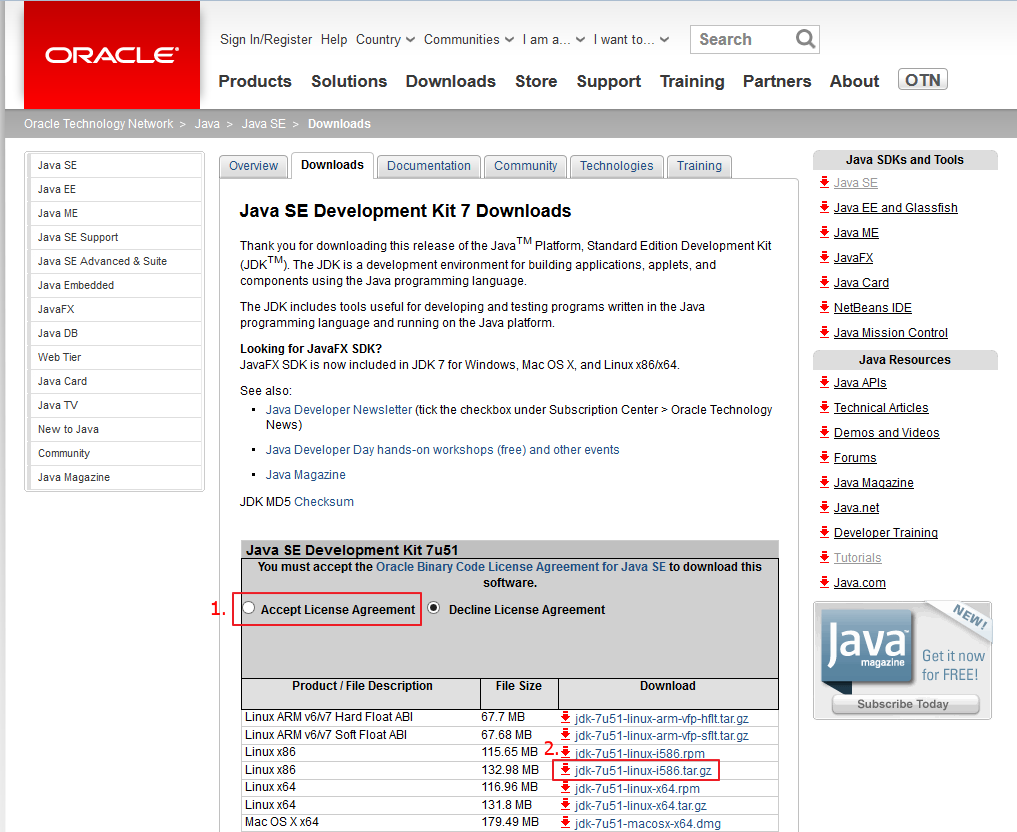 ORACLE
Sign In/Register Help Country Communities I am a... I want to... Search
Products Solutions Downloads Store Support Training Partners About OTN
Oracle Technology Network > Java > Java SE > Downloads
Java SE
Java EE
Java ME
Java SE Support
Java SE Advanced & Suite
Java Embedded
JavaFX
Java DB
Web Tier
Java Card
Java TV
New to Java
Community
Java Magazine
Overview Downloads Documentation Community Technologies Training
Java SE Development Kit 7 Downloads
Thank you for downloading this release of the Java™ Platform, Standard Edition Development Kit
(JDK™). The JDK is a development environment for building applications, applets, and
components using the Java programming language.
The JDK includes tools useful for developing and testing programs written in the Java
programming language and running on the Java platform.
Looking for JavaFX SDK?
JavaFX SDK is now included in JDK 7 for Windows, Mac OS X, and Linux x86/x64.
See also:
Java Developer Newsletter (tick the checkbox under Subscription Center > Oracle Technology
News)
Java Developer Day hands-on workshops (free) and other events
Java Magazine
JDK MD5 Checksum
Java SE Development Kit 7u51
You must accept the Oracle Binary Code License Agreement for Java SE to download this
software.
1. Accept License Agreement Decline License Agreement
Product / File Description File Size Download
Linux ARM v6/v7 Hard Float ABI 67.7 MB jdk-7u51-linux-arm-vfp-hflt.tar.gz
Linux ARM v6/v7 Soft Float ABI 67.68 MB jdk-7u51-linux-arm-vfp-sflt.tar.gz
Linux x86 115.65 MB 2. jdk-7u51-linux-i586.rpm
Linux x86 132.98 MB jdk-7u51-linux-i586.tar.gz
Linux x64 116.96 MB jdk-7u51-linux-x64.rpm
Linux x64 131.8 MB jdk-7u51-linux-x64.tar.gz
Mac OS X x64 179.49 MB jdk-7u51-macosx-x64.dmg
Java SDKs and Tools
Java SE
Java EE and Glassfish
Java ME
JavaFX
Java Card
NetBeans IDE
Java Mission Control
Java Resources
Java APIs
Technical Articles
Demos and Videos
Forums
Java Magazine
Java.net
Developer Training
Tutorials
Java.com
NEW!
Java™
magazine
Get it now
for FREE!
Subscribe Today